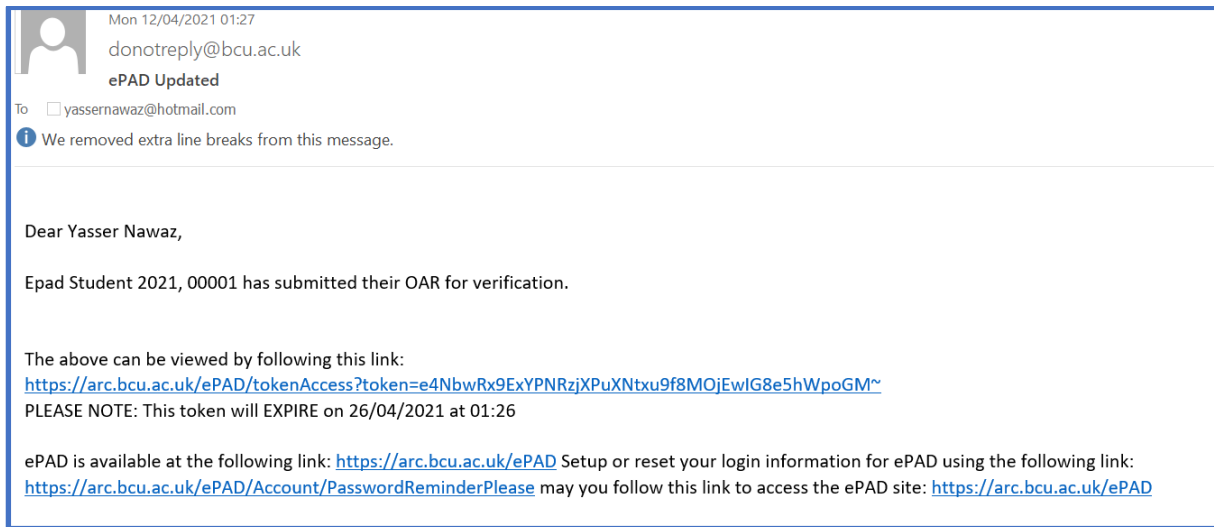 Mon 12/04/2021 01:27
donotreply@bcu.ac.uk
ePAD Updated
To yassernawaz@hotmail.com
We removed extra line breaks from this message.
Dear Yasser Nawaz,
Epad Student 2021, 00001 has submitted their OAR for verification.
The above can be viewed by following this link:
https://arc.bcu.ac.uk/ePAD/tokenAccess?token=e4NbwRx9ExYPNRzjXPuXNtxu9f8MOjEwIG8e5hWpoGM~
PLEASE NOTE: This token will EXPIRE on 26/04/2021 at 01:26
ePAD is available at the following link: https://arc.bcu.ac.uk/ePAD Setup or reset your login information for ePAD using the following link:
https://arc.bcu.ac.uk/ePAD/Account/PasswordReminderPlease may you follow this link to access the ePAD site: https://arc.bcu.ac.uk/ePAD